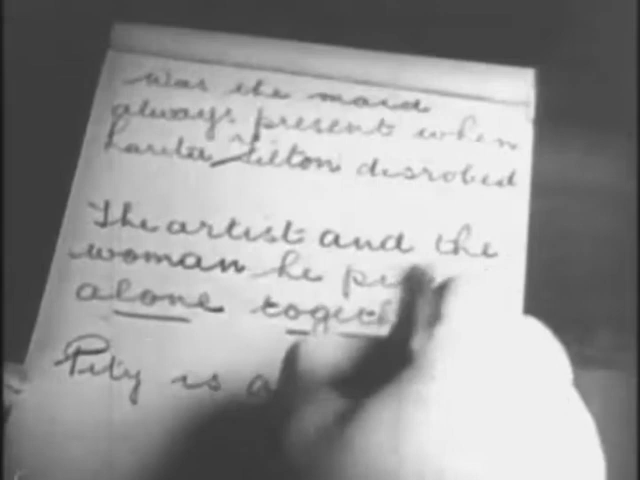 Was the maid
always present when
Tilton disrobed
The artist and the
woman he
alone
Pity is a